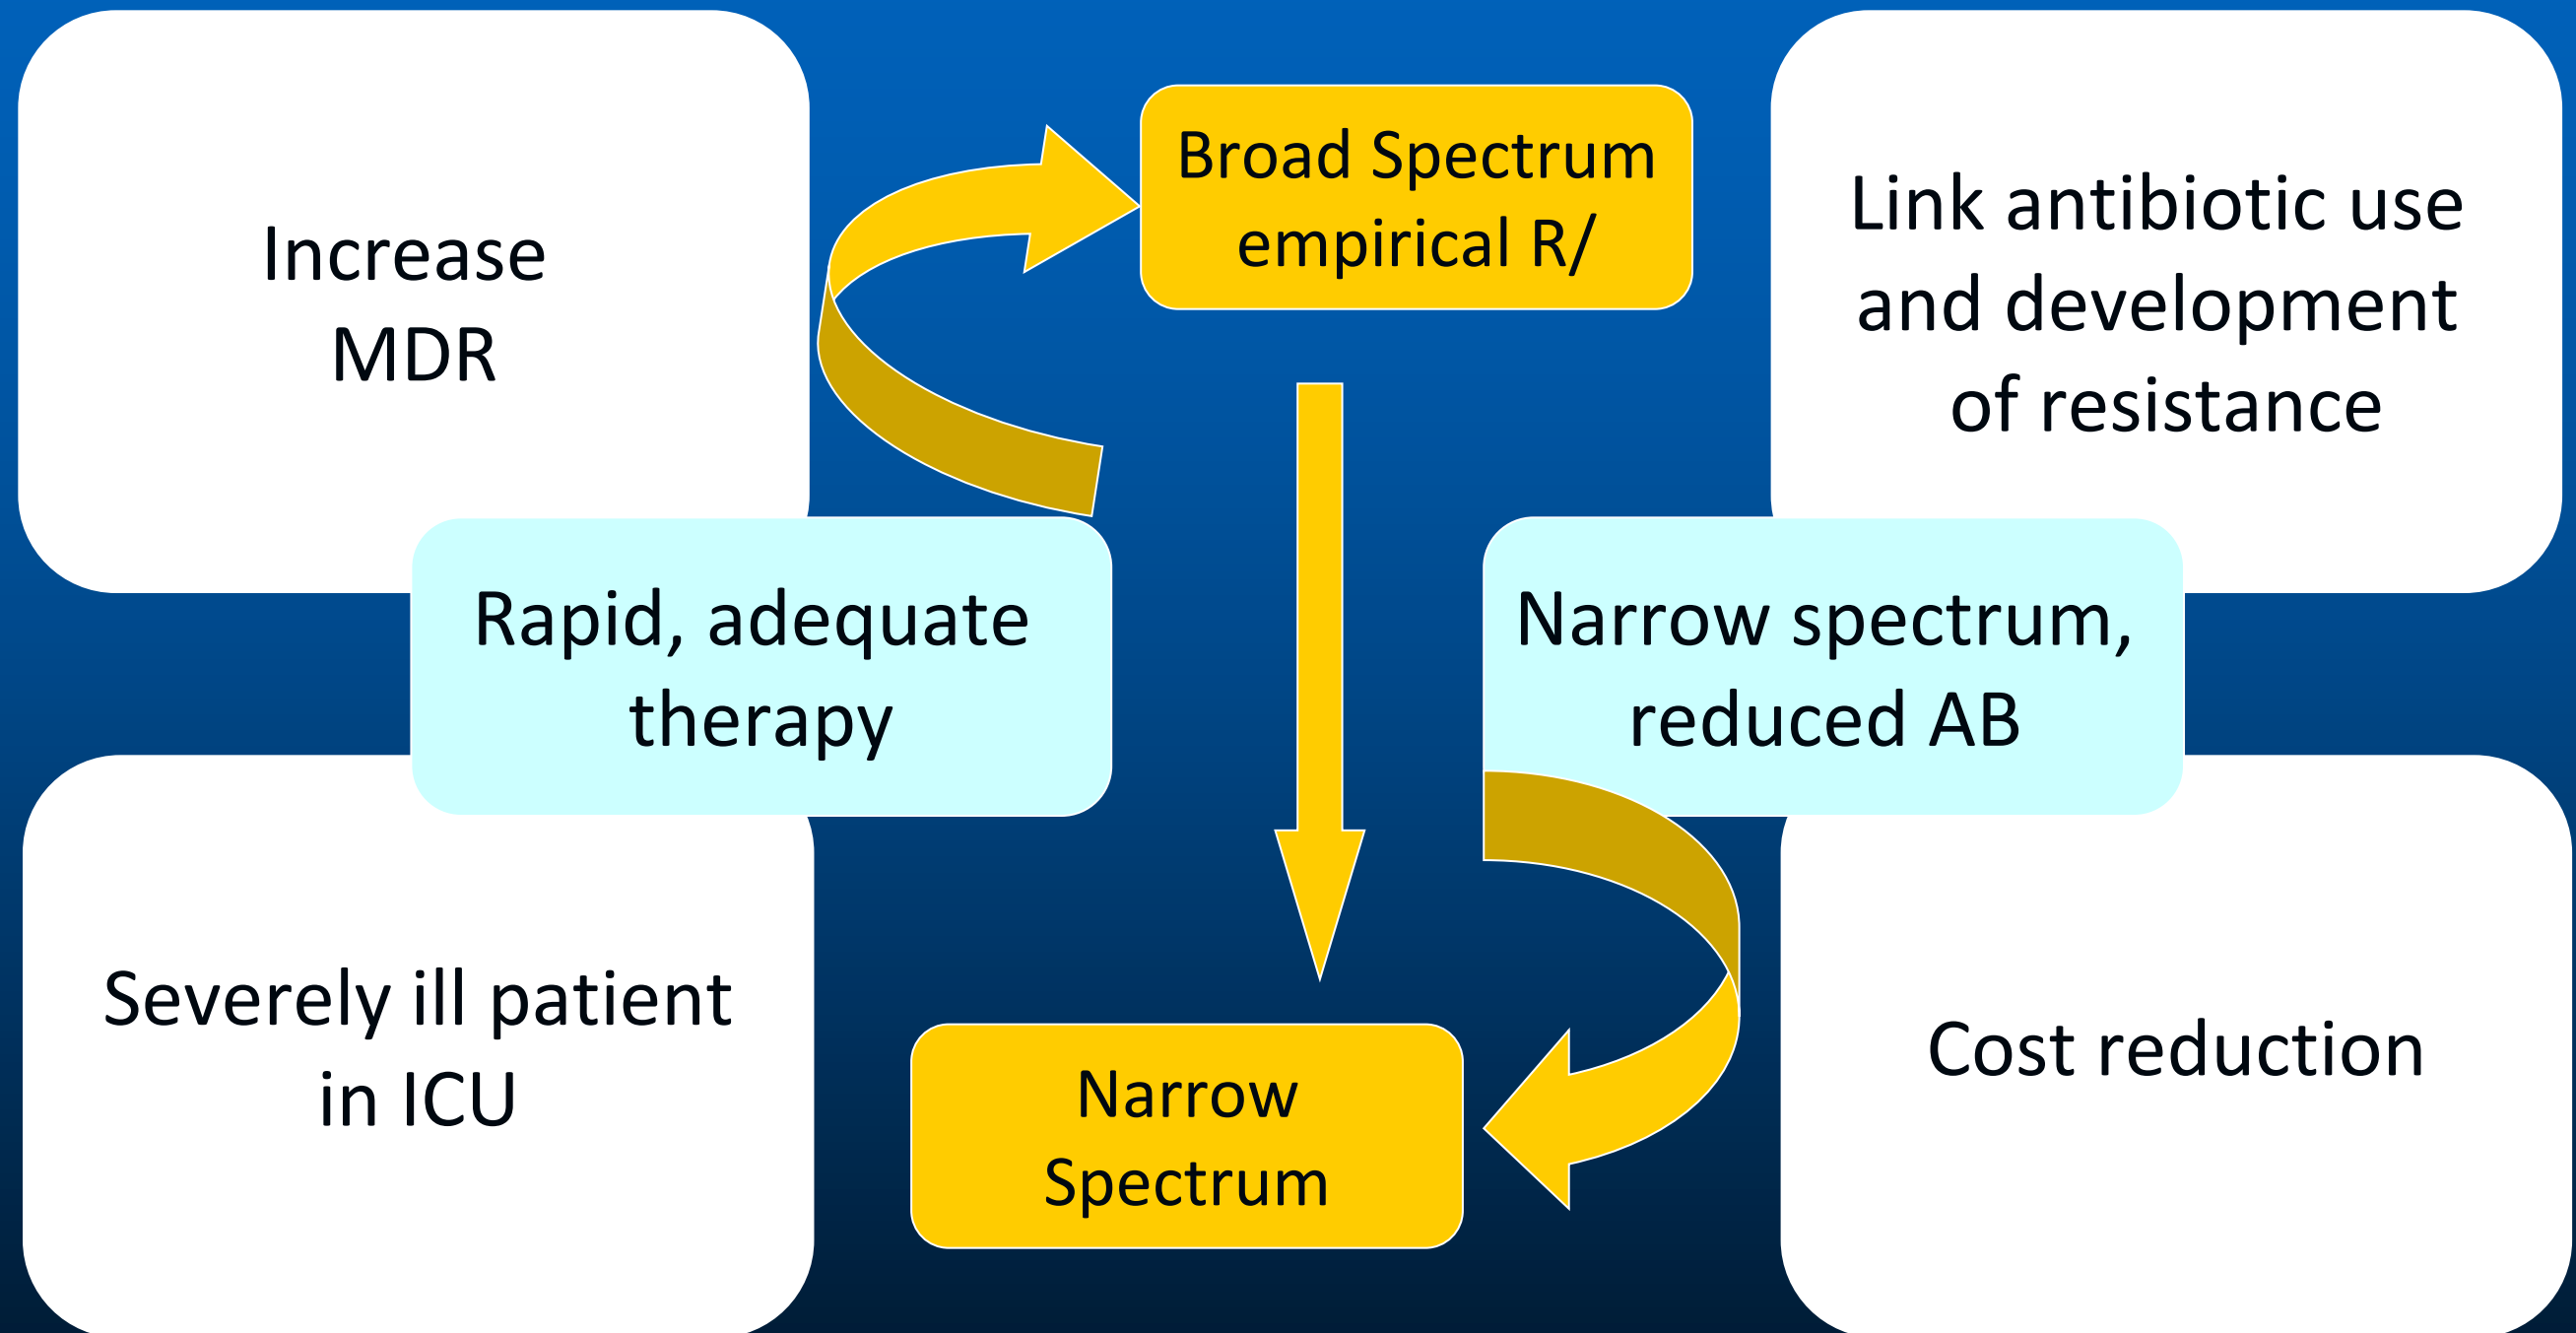 Increase
MDR
Broad Spectrum
empirical R/
Link antibiotic use
and development
of resistance
Rapid, adequate
therapy
Narrow spectrum,
reduced AB
Severely ill patient
in ICU
Narrow
Spectrum
Cost reduction